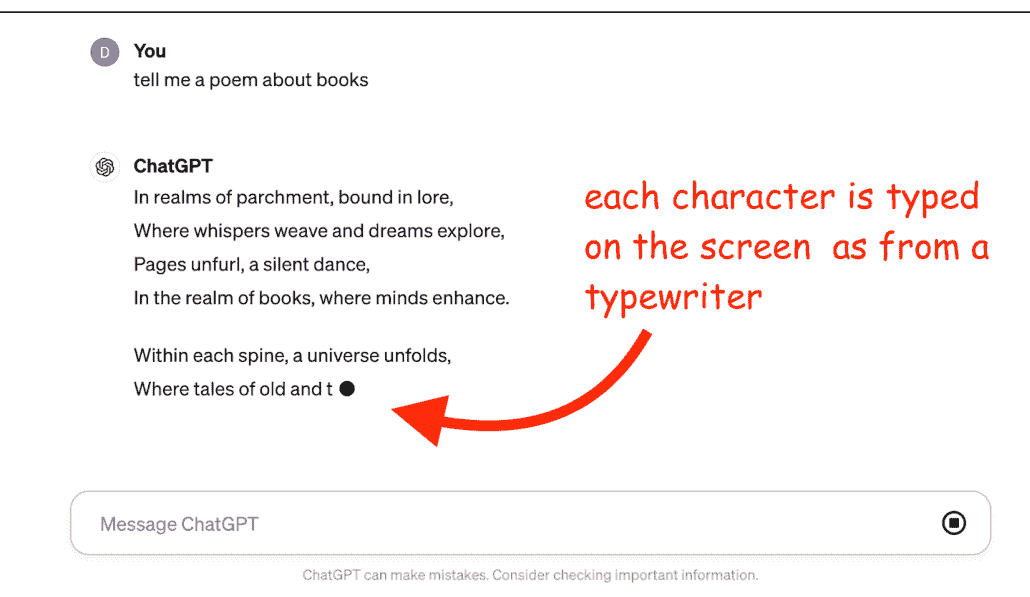 D
You
tell me a poem about books
ChatGPT
In realms of parchment, bound in lore,
Where whispers weave and dreams explore,
Pages unfurl, a silent dance,
In the realm of books, where minds enhance.
Within each spine, a universe unfolds,
Where tales of old and t
each character is typed
on the screen as from a
typewriter
Message ChatGPT
ChatGPT can make mistakes. Consider checking important information.